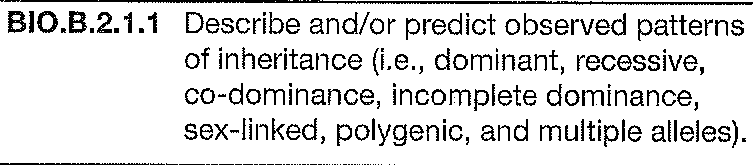 BIO.B.2.1.1 Describe and/or predict observed patterns
of inheritance (i.e., dominant, recessive,
co-dominance, incomplete dominance,
sex-linked, polygenic, and multiple alleles).